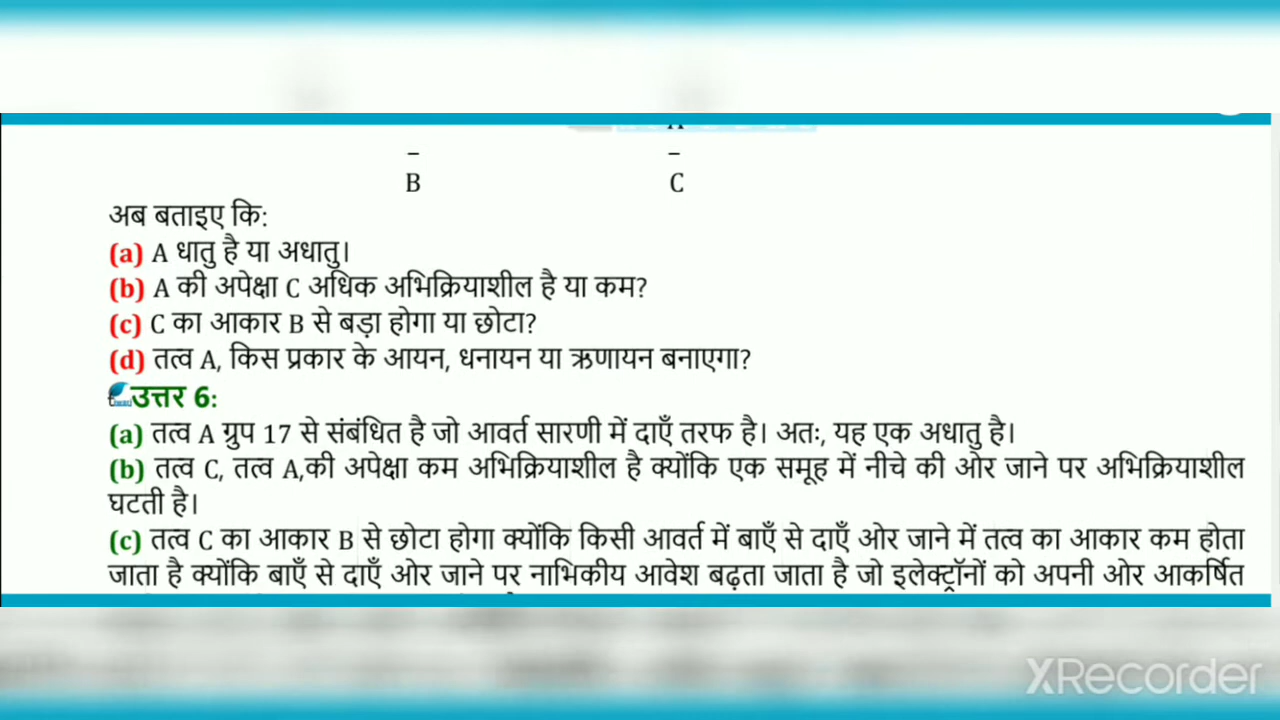 A
– –
B C
अब बताइए कि:
(a) A धातु है या अधातु।
(b) A की अपेक्षा C अधिक अभिक्रियाशील है या कम?
(c) C का आकार B से बड़ा होगा या छोटा?
(d) तत्व A, किस प्रकार के आयन, धनायन या ऋणायन बनाएगा?
उत्तर 6:
(a) तत्व A ग्रुप 17 से संबंधित है जो आवर्त सारणी में दाएँ तरफ है। अतः, यह एक अधातु है।
(b) तत्व C, तत्व A,की अपेक्षा कम अभिक्रियाशील है क्योंकि एक समूह में नीचे की ओर जाने पर अभिक्रियाशील
घटती है।
(c) तत्व C का आकार B से छोटा होगा क्योंकि किसी आवर्त में बाएँ से दाएँ ओर जाने में तत्व का आकार कम होता
जाता है क्योंकि बाएँ से दाएँ ओर जाने पर नाभिकीय आवेश बढ़ता जाता है जो इलेक्ट्रॉनों को अपनी ओर आकर्षित
XRecorder